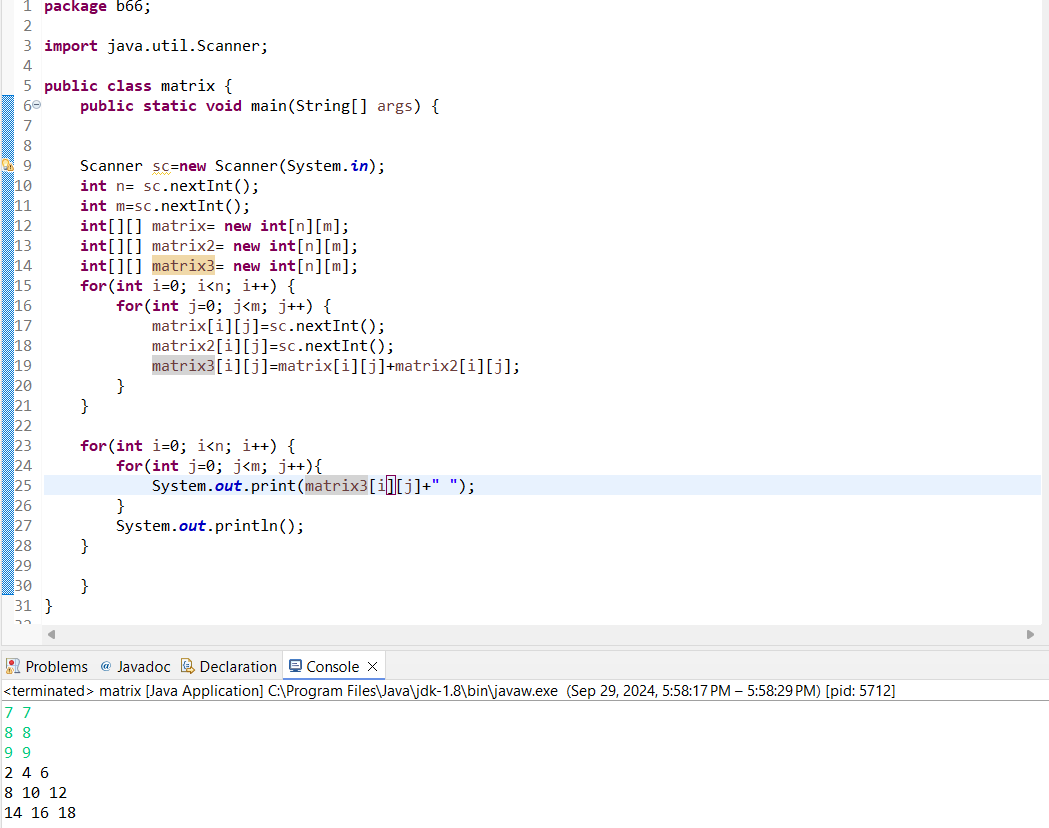 1 package b66;
2
3 import java.util.Scanner;
4
5 public class matrix {
6 public static void main(String[] args) {
7
8
9 Scanner sc=new Scanner(System.in);
10 int n= sc.nextInt();
11 int m=sc.nextInt();
12 int[][] matrix= new int[n][m];
13 int[][] matrix2= new int[n][m];
14 int[][] matrix3= new int[n][m];
15 for(int i=0; i<n; i++) {
16 for(int j=0; j<m; j++) {
17 matrix[i][j]=sc.nextInt();
18 matrix2[i][j]=sc.nextInt();
19 matrix3[i][j]=matrix[i][j]+matrix2[i][j];
20 }
21 }
22
23 for(int i=0; i<n; i++) {
24 for(int j=0; j<m; j++){
25 System.out.print(matrix3[i][j]+" ");
26 }
27 System.out.println();
28 }
29
30 }
31 }
Problems @ Javadoc Declaration Console
<terminated> matrix [Java Application] C:\Program Files\Java\jdk-1.8\bin\javaw.exe (Sep 29, 2024, 5:58:17 PM – 5:58:29 PM) [pid: 5712]
7 7
8 8
9 9
2 4 6
8 10 12
14 16 18